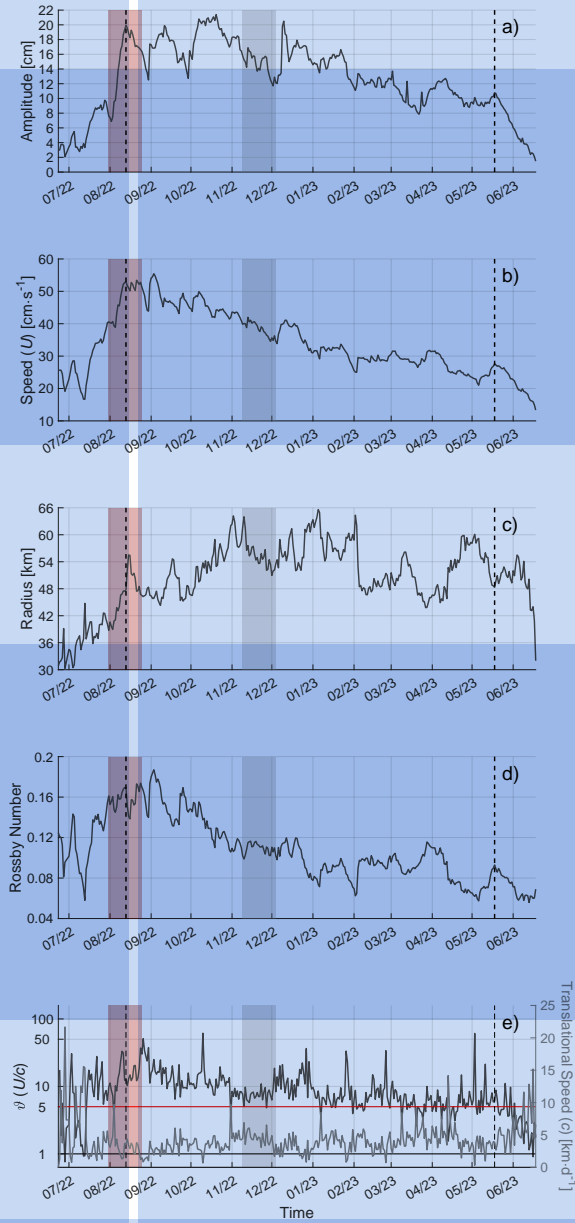 a)
Amplitude [cm]
22
20
18
16
14
12
10
8
6
4
2
0
07/22 08/22 09/22 10/22 11/22 12/22 01/23 02/23 03/23 04/23 05/23 06/23
b)
Speed (U) [cm·s⁻¹]
60
50
40
30
20
10
07/22 08/22 09/22 10/22 11/22 12/22 01/23 02/23 03/23 04/23 05/23 06/23
c)
Radius [km]
66
60
54
48
42
36
30
07/22 08/22 09/22 10/22 11/22 12/22 01/23 02/23 03/23 04/23 05/23 06/23
d)
Rossby Number
0.2
0.16
0.12
0.08
0.04
07/22 08/22 09/22 10/22 11/22 12/22 01/23 02/23 03/23 04/23 05/23 06/23
e)
ϑ (U/c)
100
50
10
5
1
Translational Speed (c) [km·d⁻¹]
25
20
15
10
5
0
07/22 08/22 09/22 10/22 11/22 12/22 01/23 02/23 03/23 04/23 05/23 06/23
Time